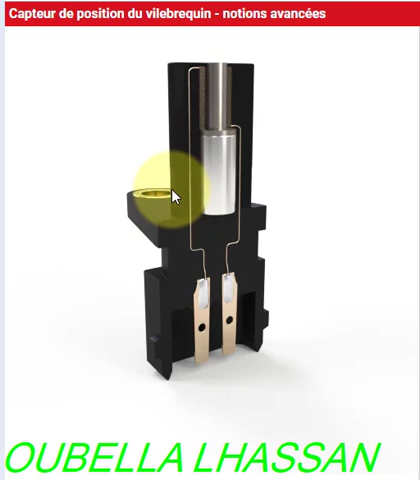 Capteur de position du vilebrequin - notions avancées
OUBELLA LHASSAN